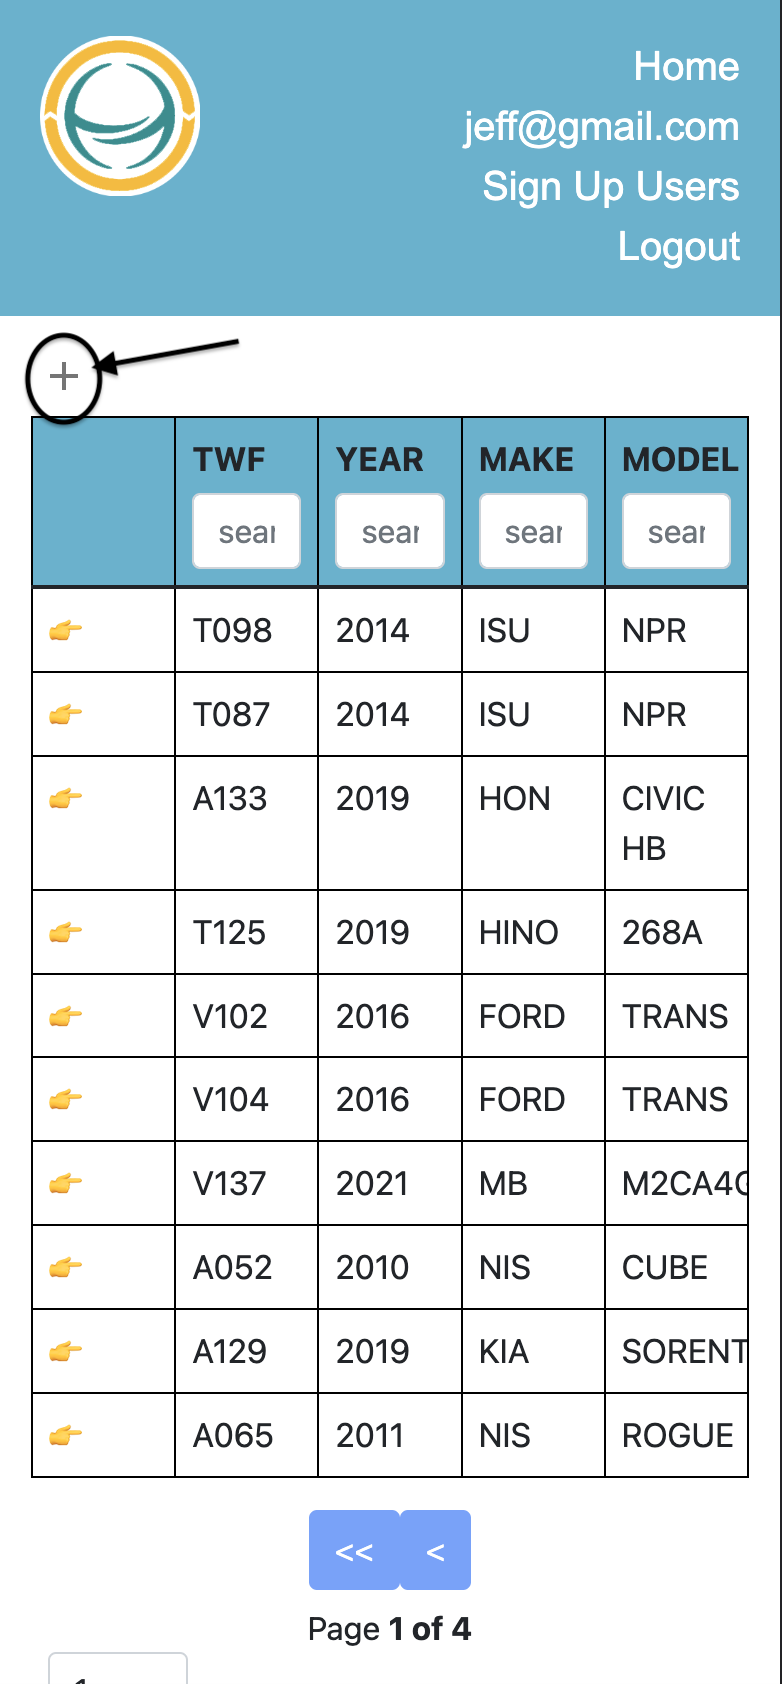 Home
jeff@gmail.com
Sign Up Users
Logout
+
TWF YEAR MAKE MODEL
sear sear sear sear
T098 2014 ISU NPR
T087 2014 ISU NPR
A133 2019 HON CIVIC
HB
T125 2019 HINO 268A
V102 2016 FORD TRANS
V104 2016 FORD TRANS
V137 2021 MB M2CA4
A052 2010 NIS CUBE
A129 2019 KIA SORENT
A065 2011 NIS ROGUE
<< <
Page 1 of 4